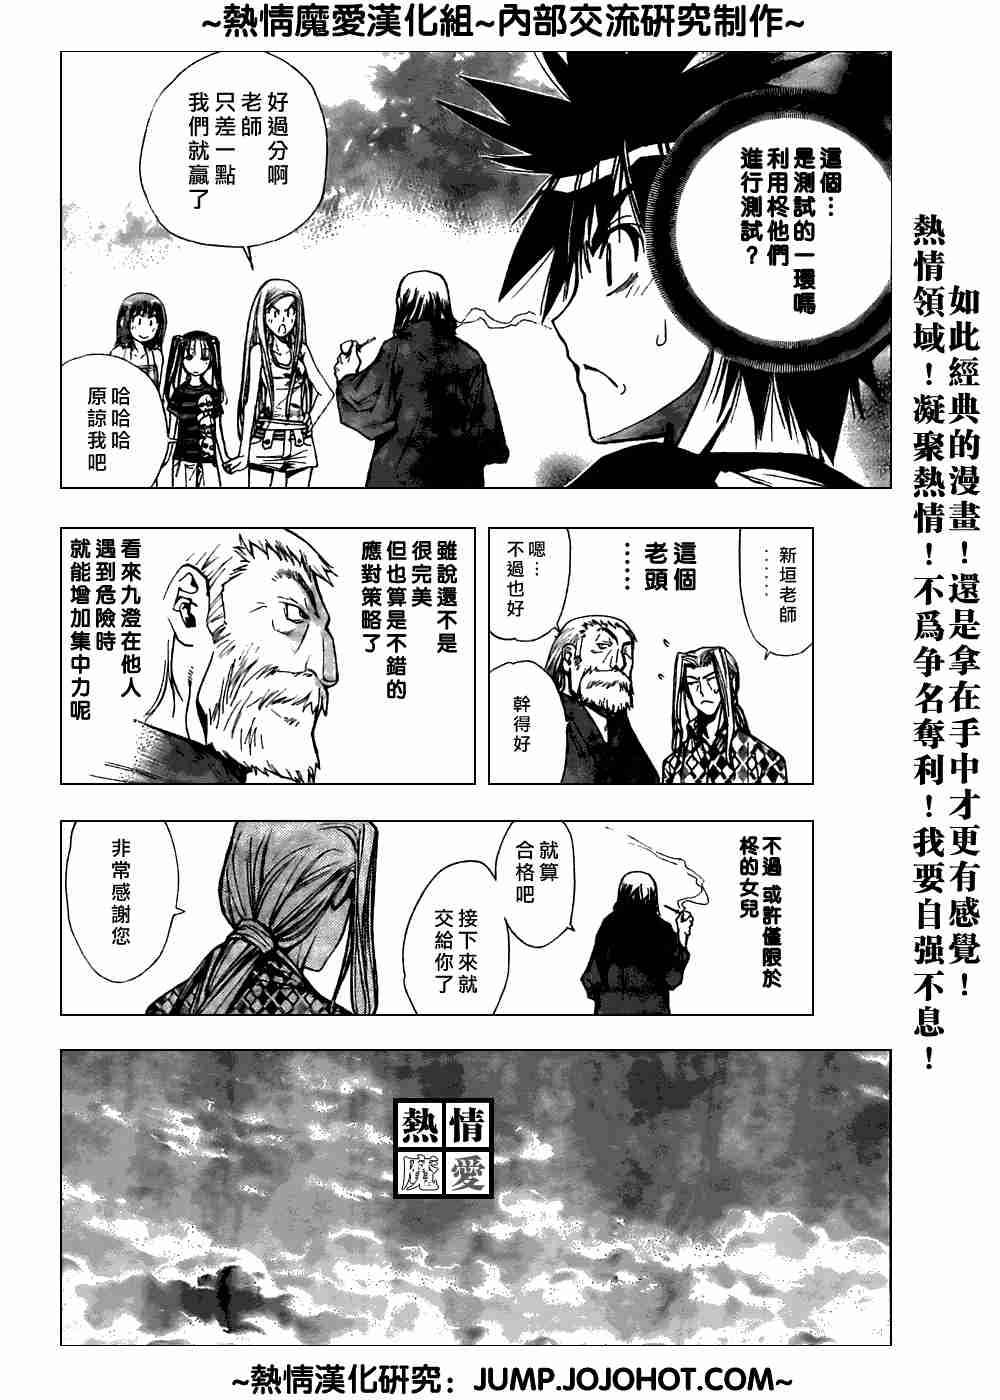 ~熱情魔愛漢化組~內部交流研究制作~
這個…
是測試的一環嗎
利用柊他們
進行測試？
好過分啊
老師
只差一點
我們就贏了
哈哈哈
原諒我吧
新垣老師
……
這個
老頭
……
嗯…
不過也好
幹得好
雖說還不是
很完美
但也算是不錯的
應對策略了
看來九澄在他人
遇到危險時
就能增加集中力呢
不過 或許僅限於
柊的女兒
就算
合格吧
接下來就
交給你了
非常感謝您
熱情
魔愛
如此經典的漫畫！還是拿在手中才更有感覺！
熱情領域！凝聚熱情！不爲争名奪利！我要自强不息！
~熱情漢化研究：JUMP.JOJOHOT.COM~